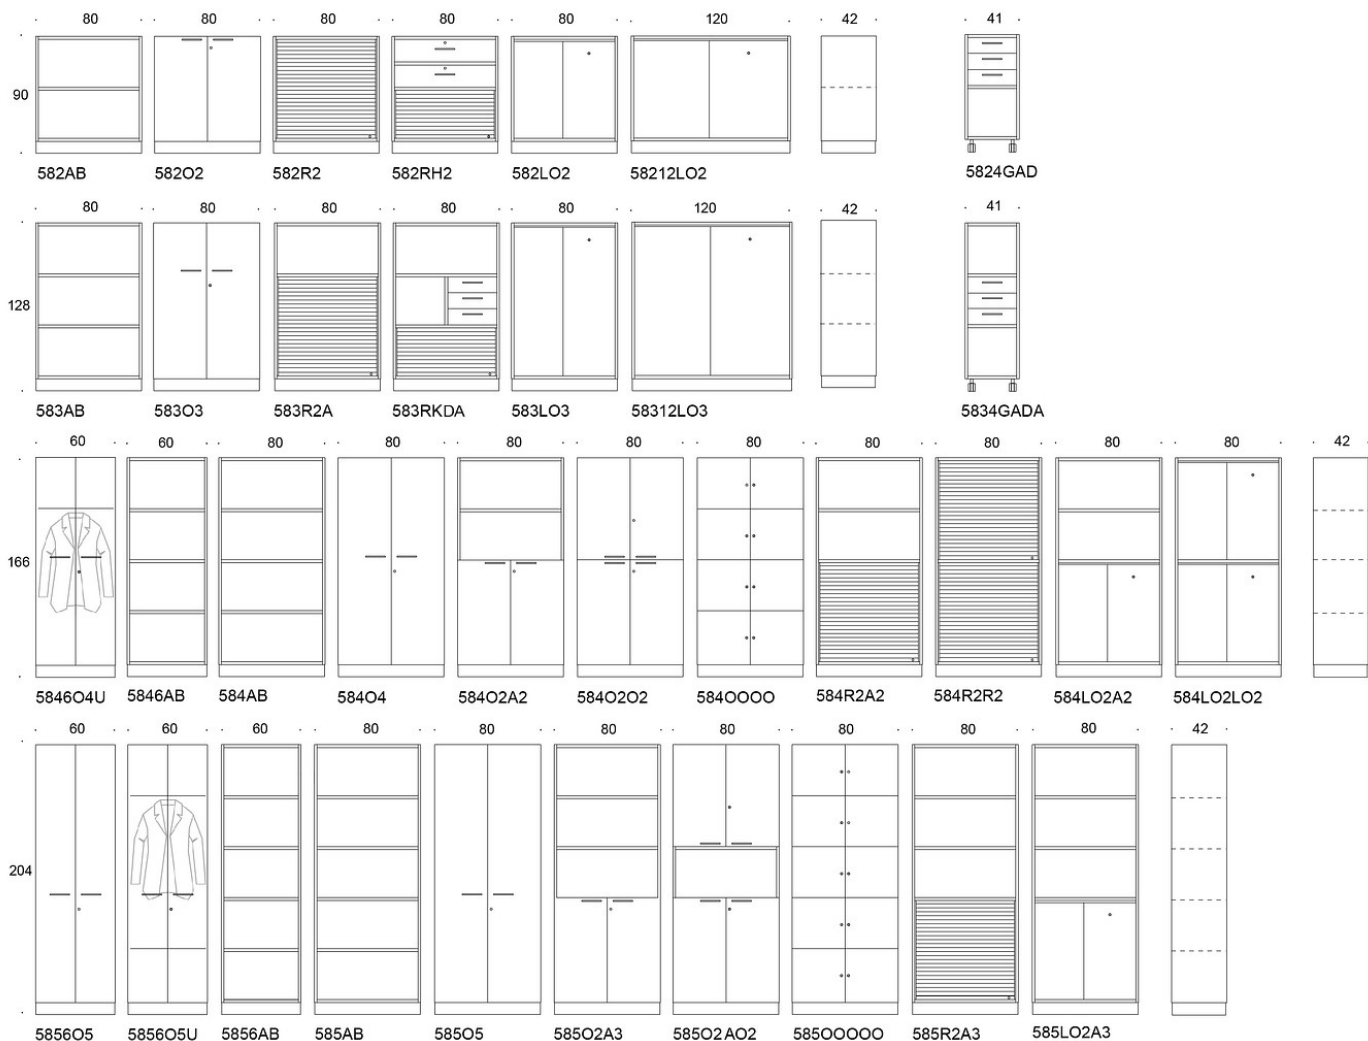 80 80 80 80 80 120 42 41
90
582AB 582O2 582R2 582RH2 582LO2 58212LO2 5824GAD
80 80 80 80 80 120 42 41
128
583AB 583O3 583R2A 583RKDA 583LO3 58312LO3 5834GADA
60 60 80 80 80 80 80 80 80 80 80 42
166
5846O4U 5846AB 584AB 584O4 584O2A2 584O2O2 584OOOO 584R2A2 584R2R2 584LO2A2 584LO2LO2
60 60 60 80 80 80 80 80 80 80 42
204
5856O5 5856O5U 5856AB 585AB 585O5 585O2A3 585O2AO2 585OOOOO 585R2A3 585LO2A3